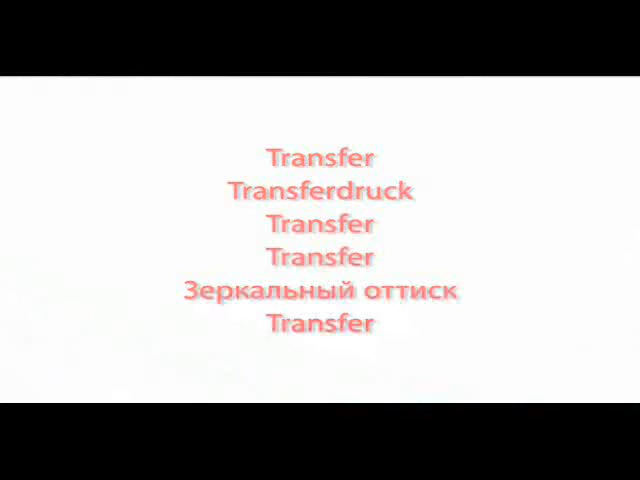 Transfer
Transferdruck
Transfer
Transfer
Зеркальный оттиск
Transfer